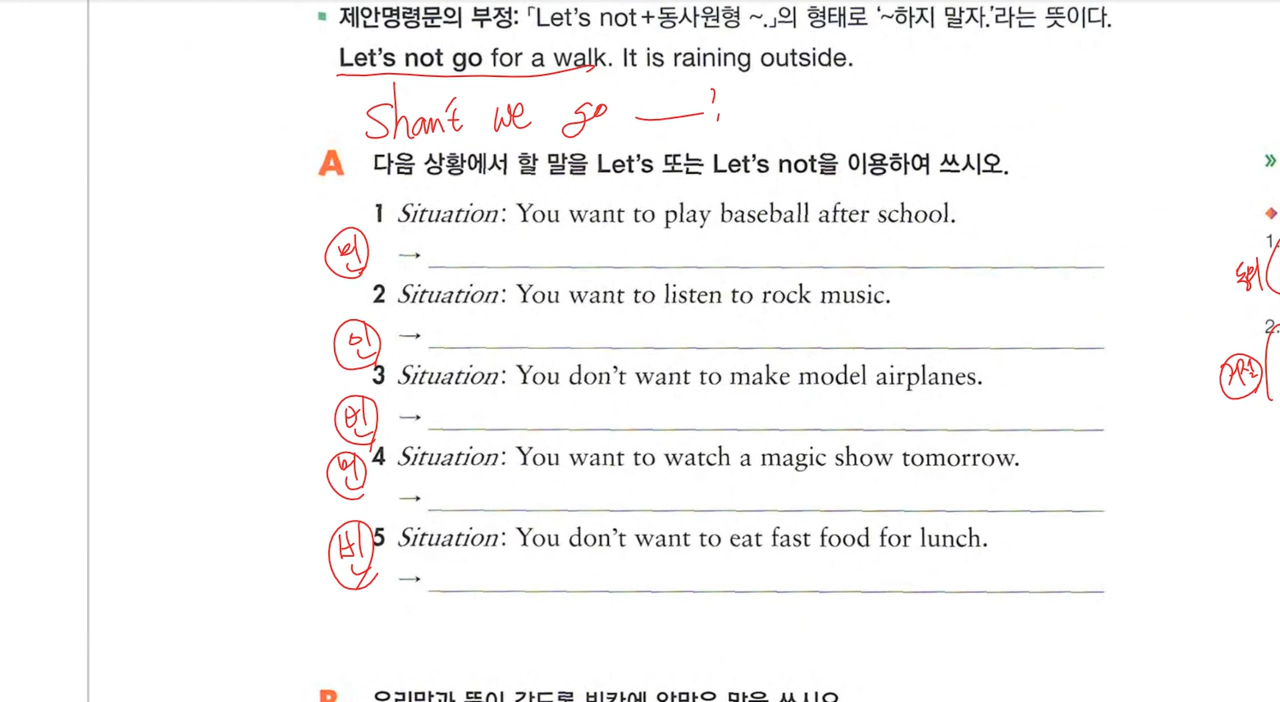 ▪ 제안명령문의 부정: 「Let's not+동사원형 ~.」의 형태로 '~하지 말자.'라는 뜻이다.
Let's not go for a walk. It is raining outside.
Shan't we go — ?
A 다음 상황에서 할 말을 Let's 또는 Let's not을 이용하여 쓰시오.
»
1 Situation: You want to play baseball after school.
1.
→
2 Situation: You want to listen to rock music.
2.
→
인
3 Situation: You don't want to make model airplanes.
거절
→
4 Situation: You want to watch a magic show tomorrow.
→
5 Situation: You don't want to eat fast food for lunch.
→